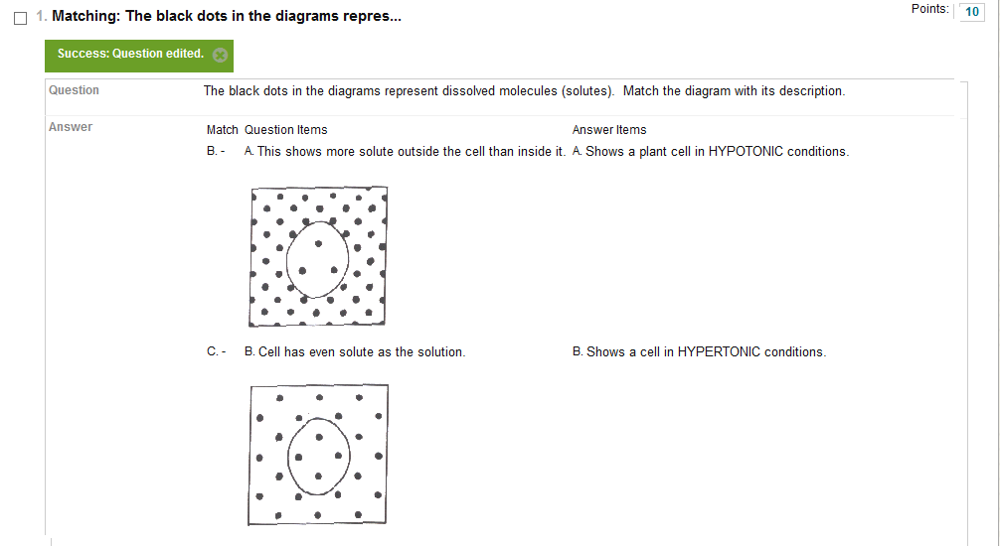 1. Matching: The black dots in the diagrams repres...
Points: 10
Success: Question edited.
Question The black dots in the diagrams represent dissolved molecules (solutes). Match the diagram with its description.
Answer Match Question Items Answer Items
B. - A. This shows more solute outside the cell than inside it. A. Shows a plant cell in HYPOTONIC conditions.
C. - B. Cell has even solute as the solution. B. Shows a cell in HYPERTONIC conditions.